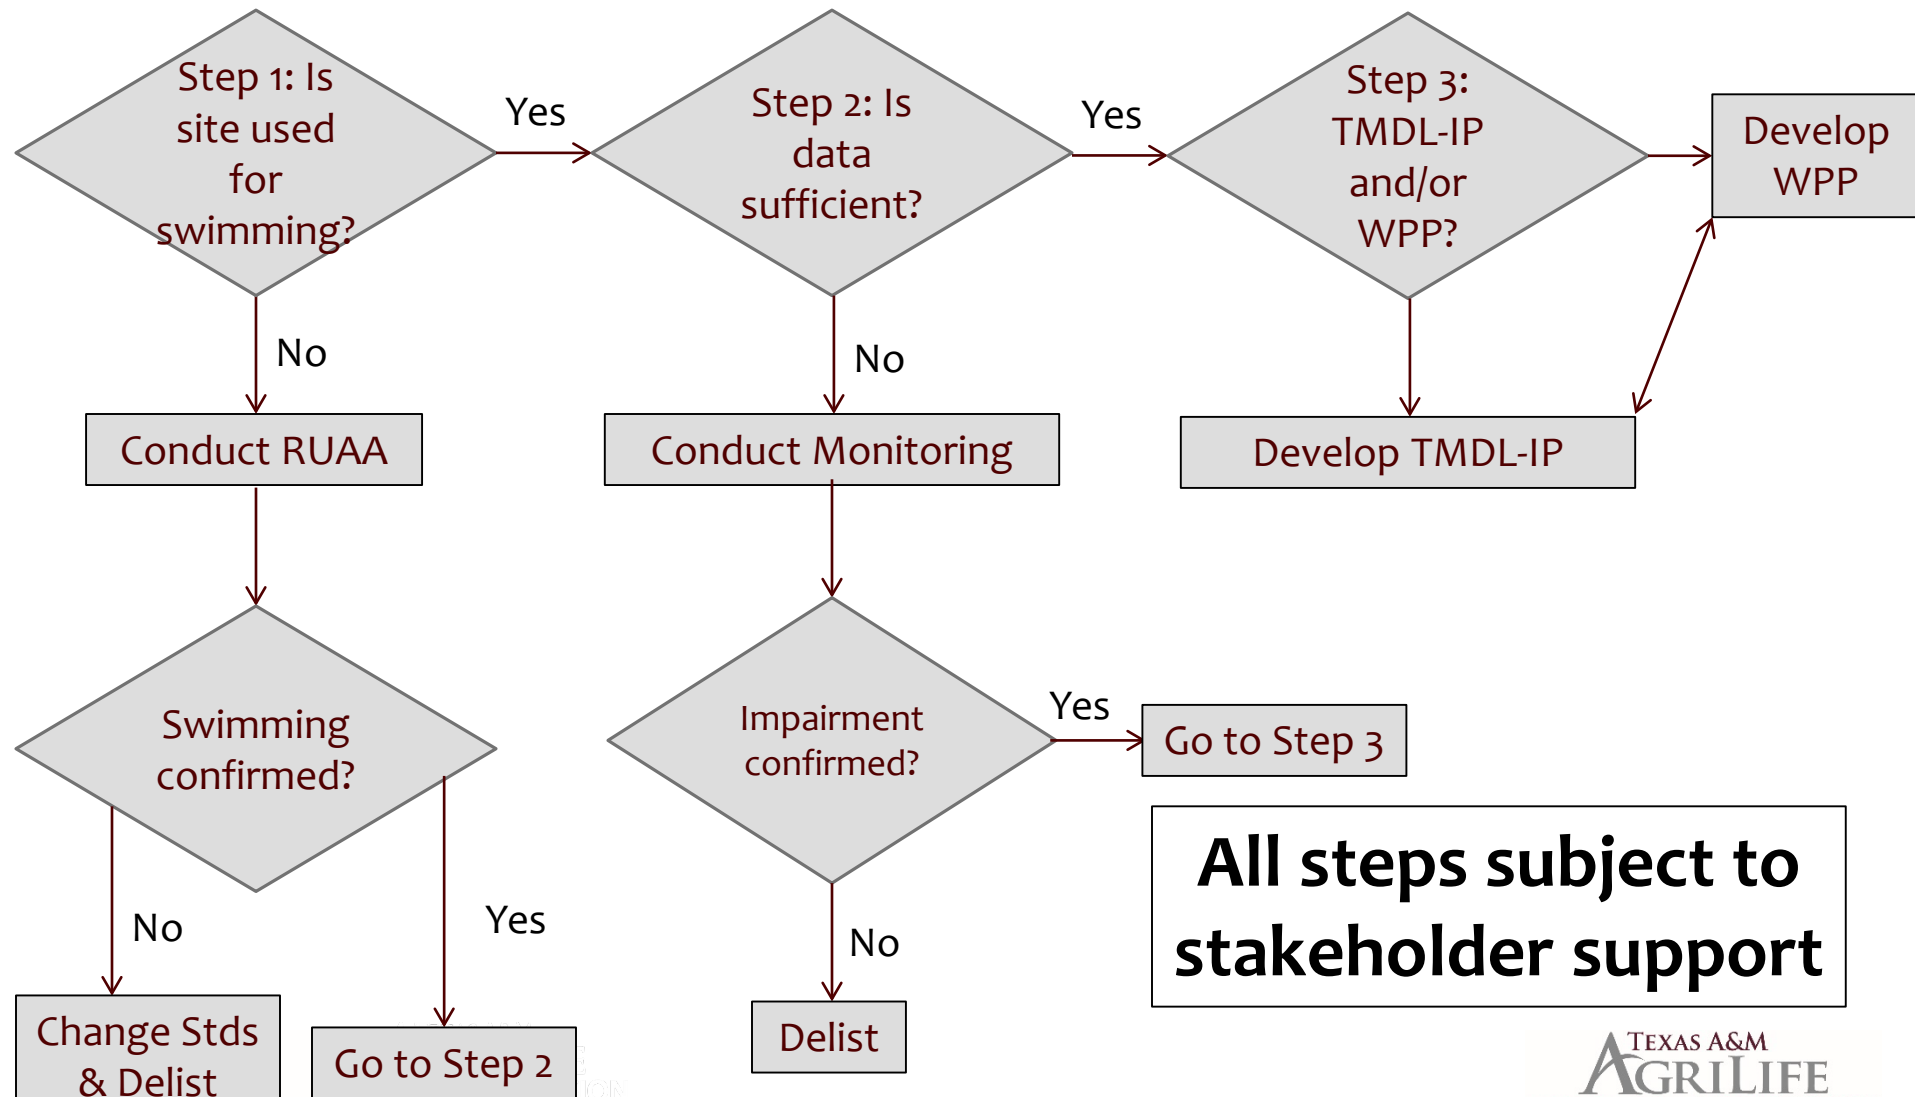 Step 1: Is
site used
for
swimming?
Yes
Step 2: Is
data
sufficient?
Yes
Step 3:
TMDL-IP
and/or
WPP?
Develop
WPP
No
No
Conduct RUAA
Conduct Monitoring
Develop TMDL-IP
Swimming
confirmed?
Impairment
confirmed?
Yes
Go to Step 3
No
Yes
No
All steps subject to
stakeholder support
Change Stds
& Delist
Go to Step 2
Delist
TEXAS A&M
AGRILIFE